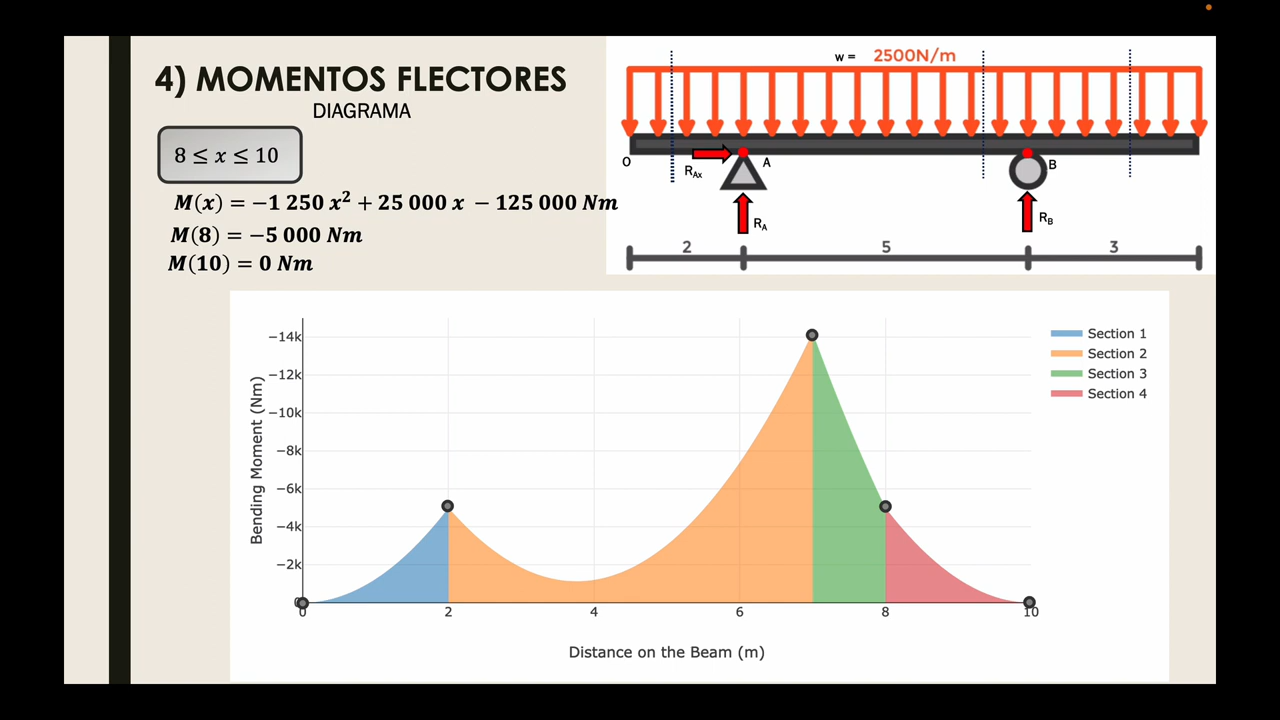 4) MOMENTOS FLECTORES
DIAGRAMA
8 ≤ x ≤ 10
M(x) = −1 250 x² + 25 000 x − 125 000 Nm
M(8) = −5 000 Nm
M(10) = 0 Nm
w = 2500N/m
O
R_Ax
A
B
R_A
R_B
2 5 3
Bending Moment (Nm)
−14k
−12k
−10k
−8k
−6k
−4k
−2k
0
0 2 4 6 8 10
Distance on the Beam (m)
Section 1
Section 2
Section 3
Section 4